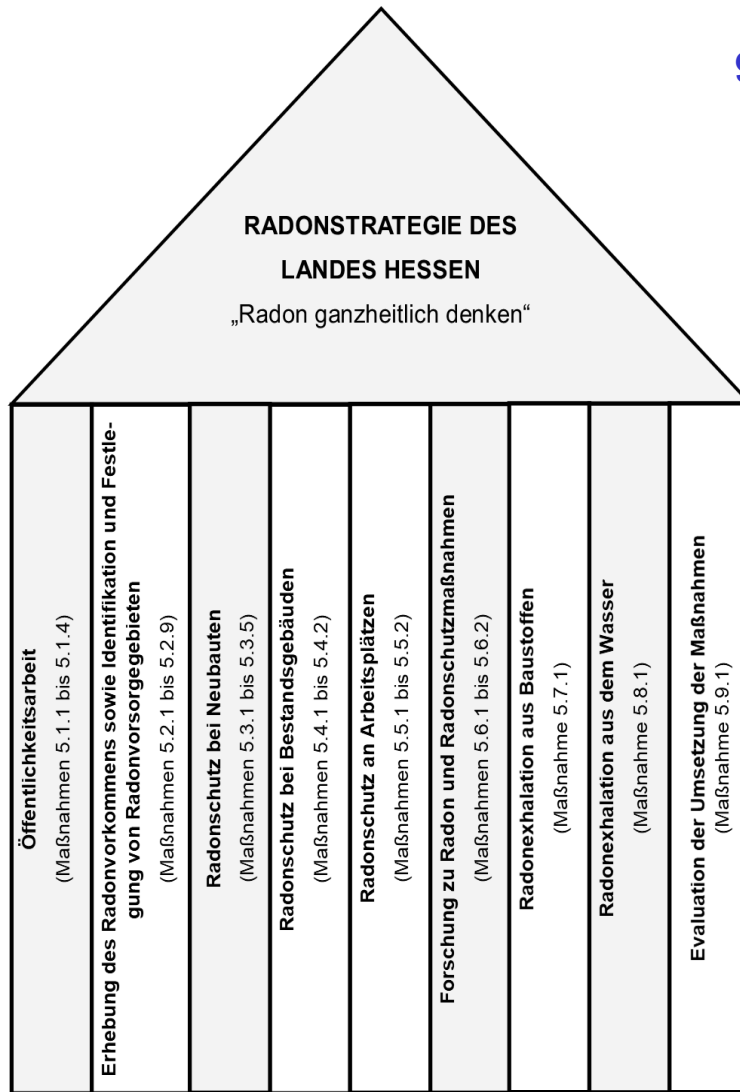 RADONSTRATEGIE DES
LANDES HESSEN
„Radon ganzheitlich denken“
Öffentlichkeitsarbeit
(Maßnahmen 5.1.1 bis 5.1.4)
Erhebung des Radonvorkommens sowie Identifikation und Festle-
gung von Radonvorsorgegebieten
(Maßnahmen 5.2.1 bis 5.2.9)
Radonschutz bei Neubauten
(Maßnahmen 5.3.1 bis 5.3.5)
Radonschutz bei Bestandsgebäuden
(Maßnahmen 5.4.1 bis 5.4.2)
Radonschutz an Arbeitsplätzen
(Maßnahmen 5.5.1 bis 5.5.2)
Forschung zu Radon und Radonschutzmaßnahmen
(Maßnahmen 5.6.1 bis 5.6.2)
Radonexhalation aus Baustoffen
(Maßnahme 5.7.1)
Radonexhalation aus dem Wasser
(Maßnahme 5.8.1)
Evaluation der Umsetzung der Maßnahmen
(Maßnahme 5.9.1)